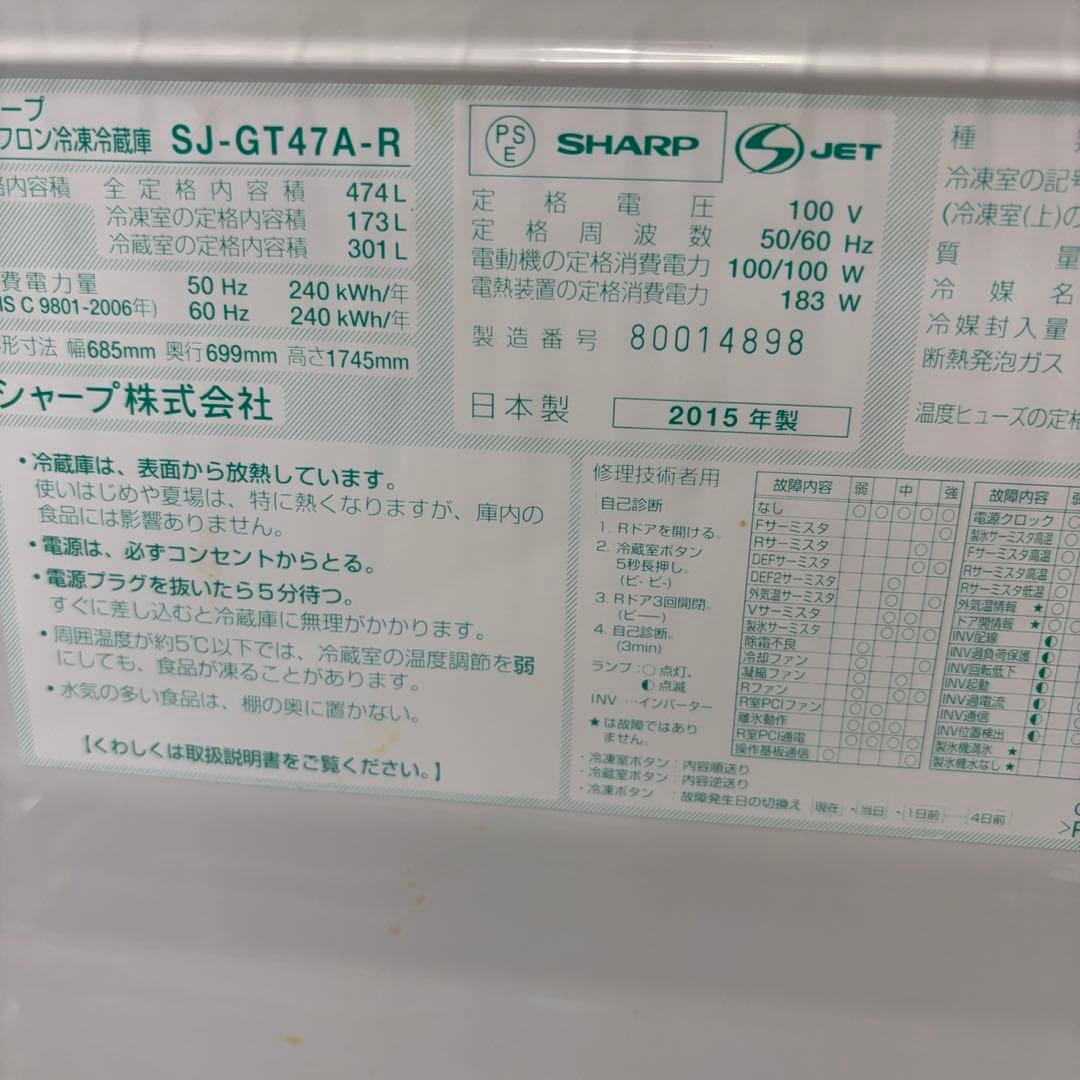 ープ
フロン冷凍冷蔵庫 SJ-GT47A-R
格内容積 全定格内容積 474L
冷凍室の定格内容積 173L
冷蔵室の定格内容積 301L
費電力量 50 Hz 240 kWh/年
IS C 9801-2006年) 60 Hz 240 kWh/年
形寸法 幅685mm 奥行699mm 高さ1745mm
シャープ株式会社
PSE SHARP S JET
定格電圧 100 V
定格周波数 50/60 Hz
電動機の定格消費電力 100/100 W
電熱装置の定格消費電力 183 W
製造番号 80014898
日本製 2015年製
種
冷凍室の記号
(冷凍室(上)の
質量
冷媒名
冷媒封入量
断熱発泡ガス
温度ヒューズの定格
・冷蔵庫は、表面から放熱しています。
使いはじめや夏場は、特に熱くなりますが、庫内の
食品には影響ありません。
・電源は、必ずコンセントからとる。
・電源プラグを抜いたら5分待つ。
すぐに差し込むと冷蔵庫に無理がかかります。
・周囲温度が約5℃以下では、冷蔵室の温度調節を弱
にしても、食品が凍ることがあります。
・水気の多い食品は、棚の奥に置かない。
【くわしくは取扱説明書をご覧ください。】
修理技術者用
自己診断
1. Rドアを開ける。
2. 冷蔵室ボタン
5秒長押し。
(ピ- ピ-)
3. Rドア3回開閉。
(ピ──)
4. 自己診断。
(3min)
ランプ：○点灯、
◐点滅
INV …インバーター
★は故障ではあり
ません。
故障内容 弱 中 強
なし ○ ○ ○ ○ ○
Fサーミスタ
Rサーミスタ
DEFサーミスタ
DEF2サーミスタ
外気温サーミスタ
Vサーミスタ
製氷サーミスタ
除霜不良
冷却ファン
凝縮ファン
Rファン
R室PCIファン
離氷動作
R室PCI通電
操作基板通信
故障内容 弱
電源クロック
製氷サーミスタ高温
Fサーミスタ高温
Rサーミスタ高温
Rサーミスタ低温
外気温情報 ★
ドア開情報 ★
INV配線
INV過負荷保護
INV回転低下
INV起動
INV過電流
INV通信
INV位置検出
製氷機満氷 ★
製氷機水なし ★
・冷凍室ボタン：内容順送り
・冷蔵室ボタン：内容逆送り
・冷凍ボタン：故障発生日の切換え 現在・当日・1日前……4日前
>P